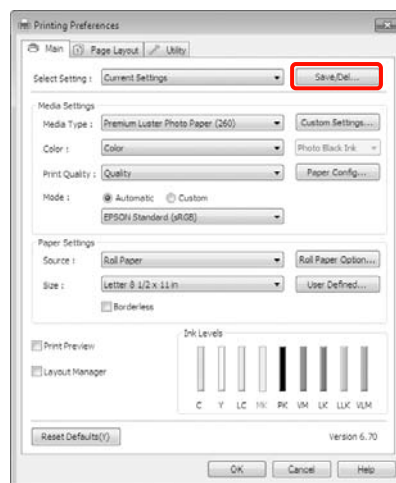 Printing Preferences
Main Page Layout Utility
Select Setting : Current Settings Save/Del...
Media Settings
Media Type : Premium Luster Photo Paper (260) Custom Settings...
Color : Color Photo Black Ink
Print Quality : Quality Paper Config...
Mode : Automatic Custom
EPSON Standard (sRGB)
Paper Settings
Source : Roll Paper Roll Paper Option...
Size : Letter 8 1/2 x 11 in User Defined...
Borderless
Ink Levels
Print Preview
Layout Manager
C Y LC MK PK VM LK LLK VLM
Reset Defaults(Y) Version 6.70
OK Cancel Help